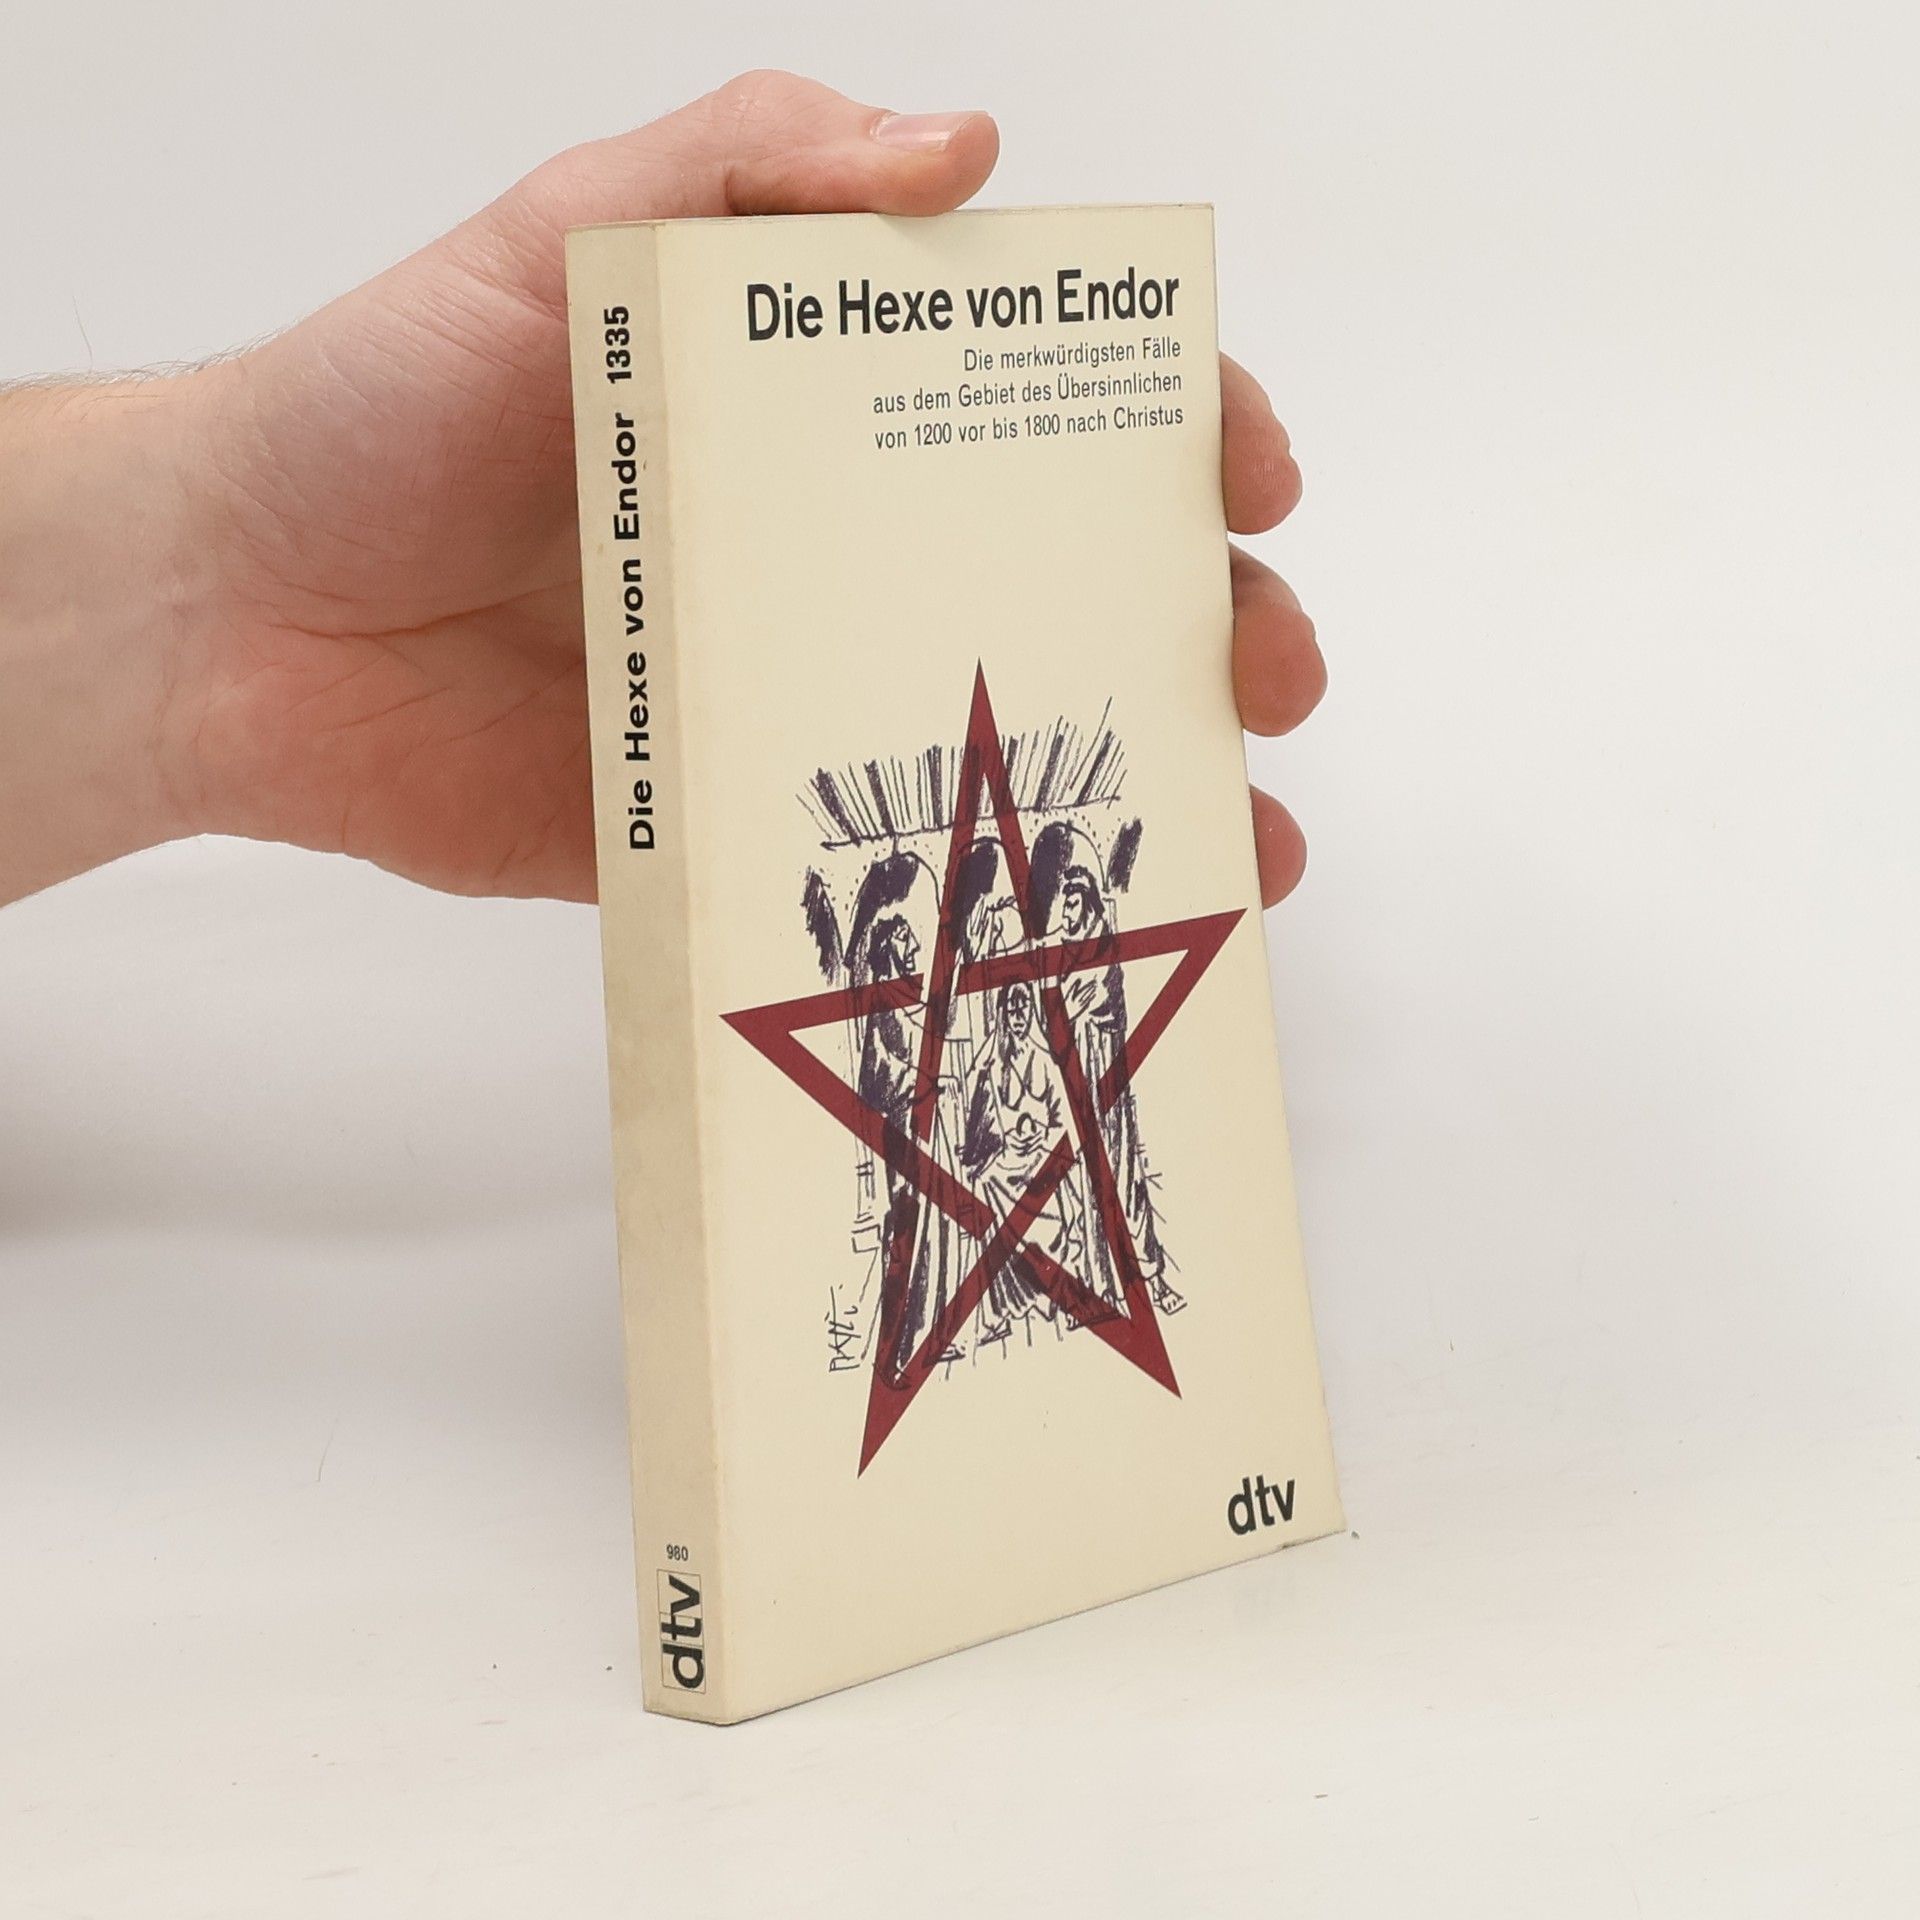 Die Hexe von Endor
Die merkwürdigsten Fälle
aus dem Gebiet des Übersinnlichen
von 1200 vor bis 1800 nach Christus
dtv
Die Hexe von Endor 1335
980
dtv